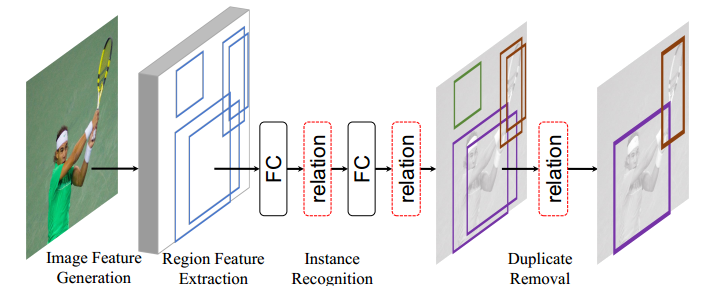 FC
relation
FC
relation
relation
Image Feature
Generation
Region Feature
Extraction
Instance
Recognition
Duplicate
Removal